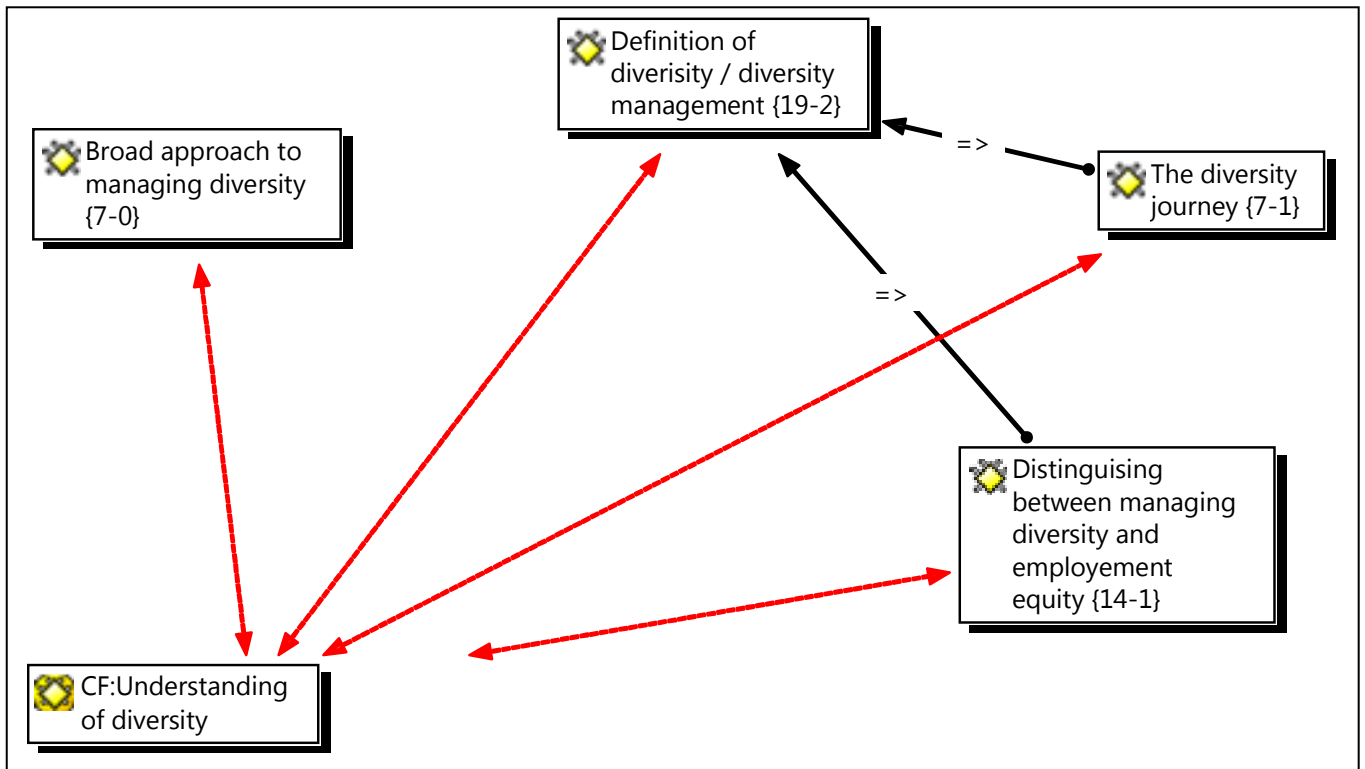 Definition of
diverisity / diversity
management {19-2}
Broad approach to
managing diversity
{7-0}
=>
The diversity
journey {7-1}
=>
Distinguising
between managing
diversity and
employement
equity {14-1}
CF:Understanding
of diversity